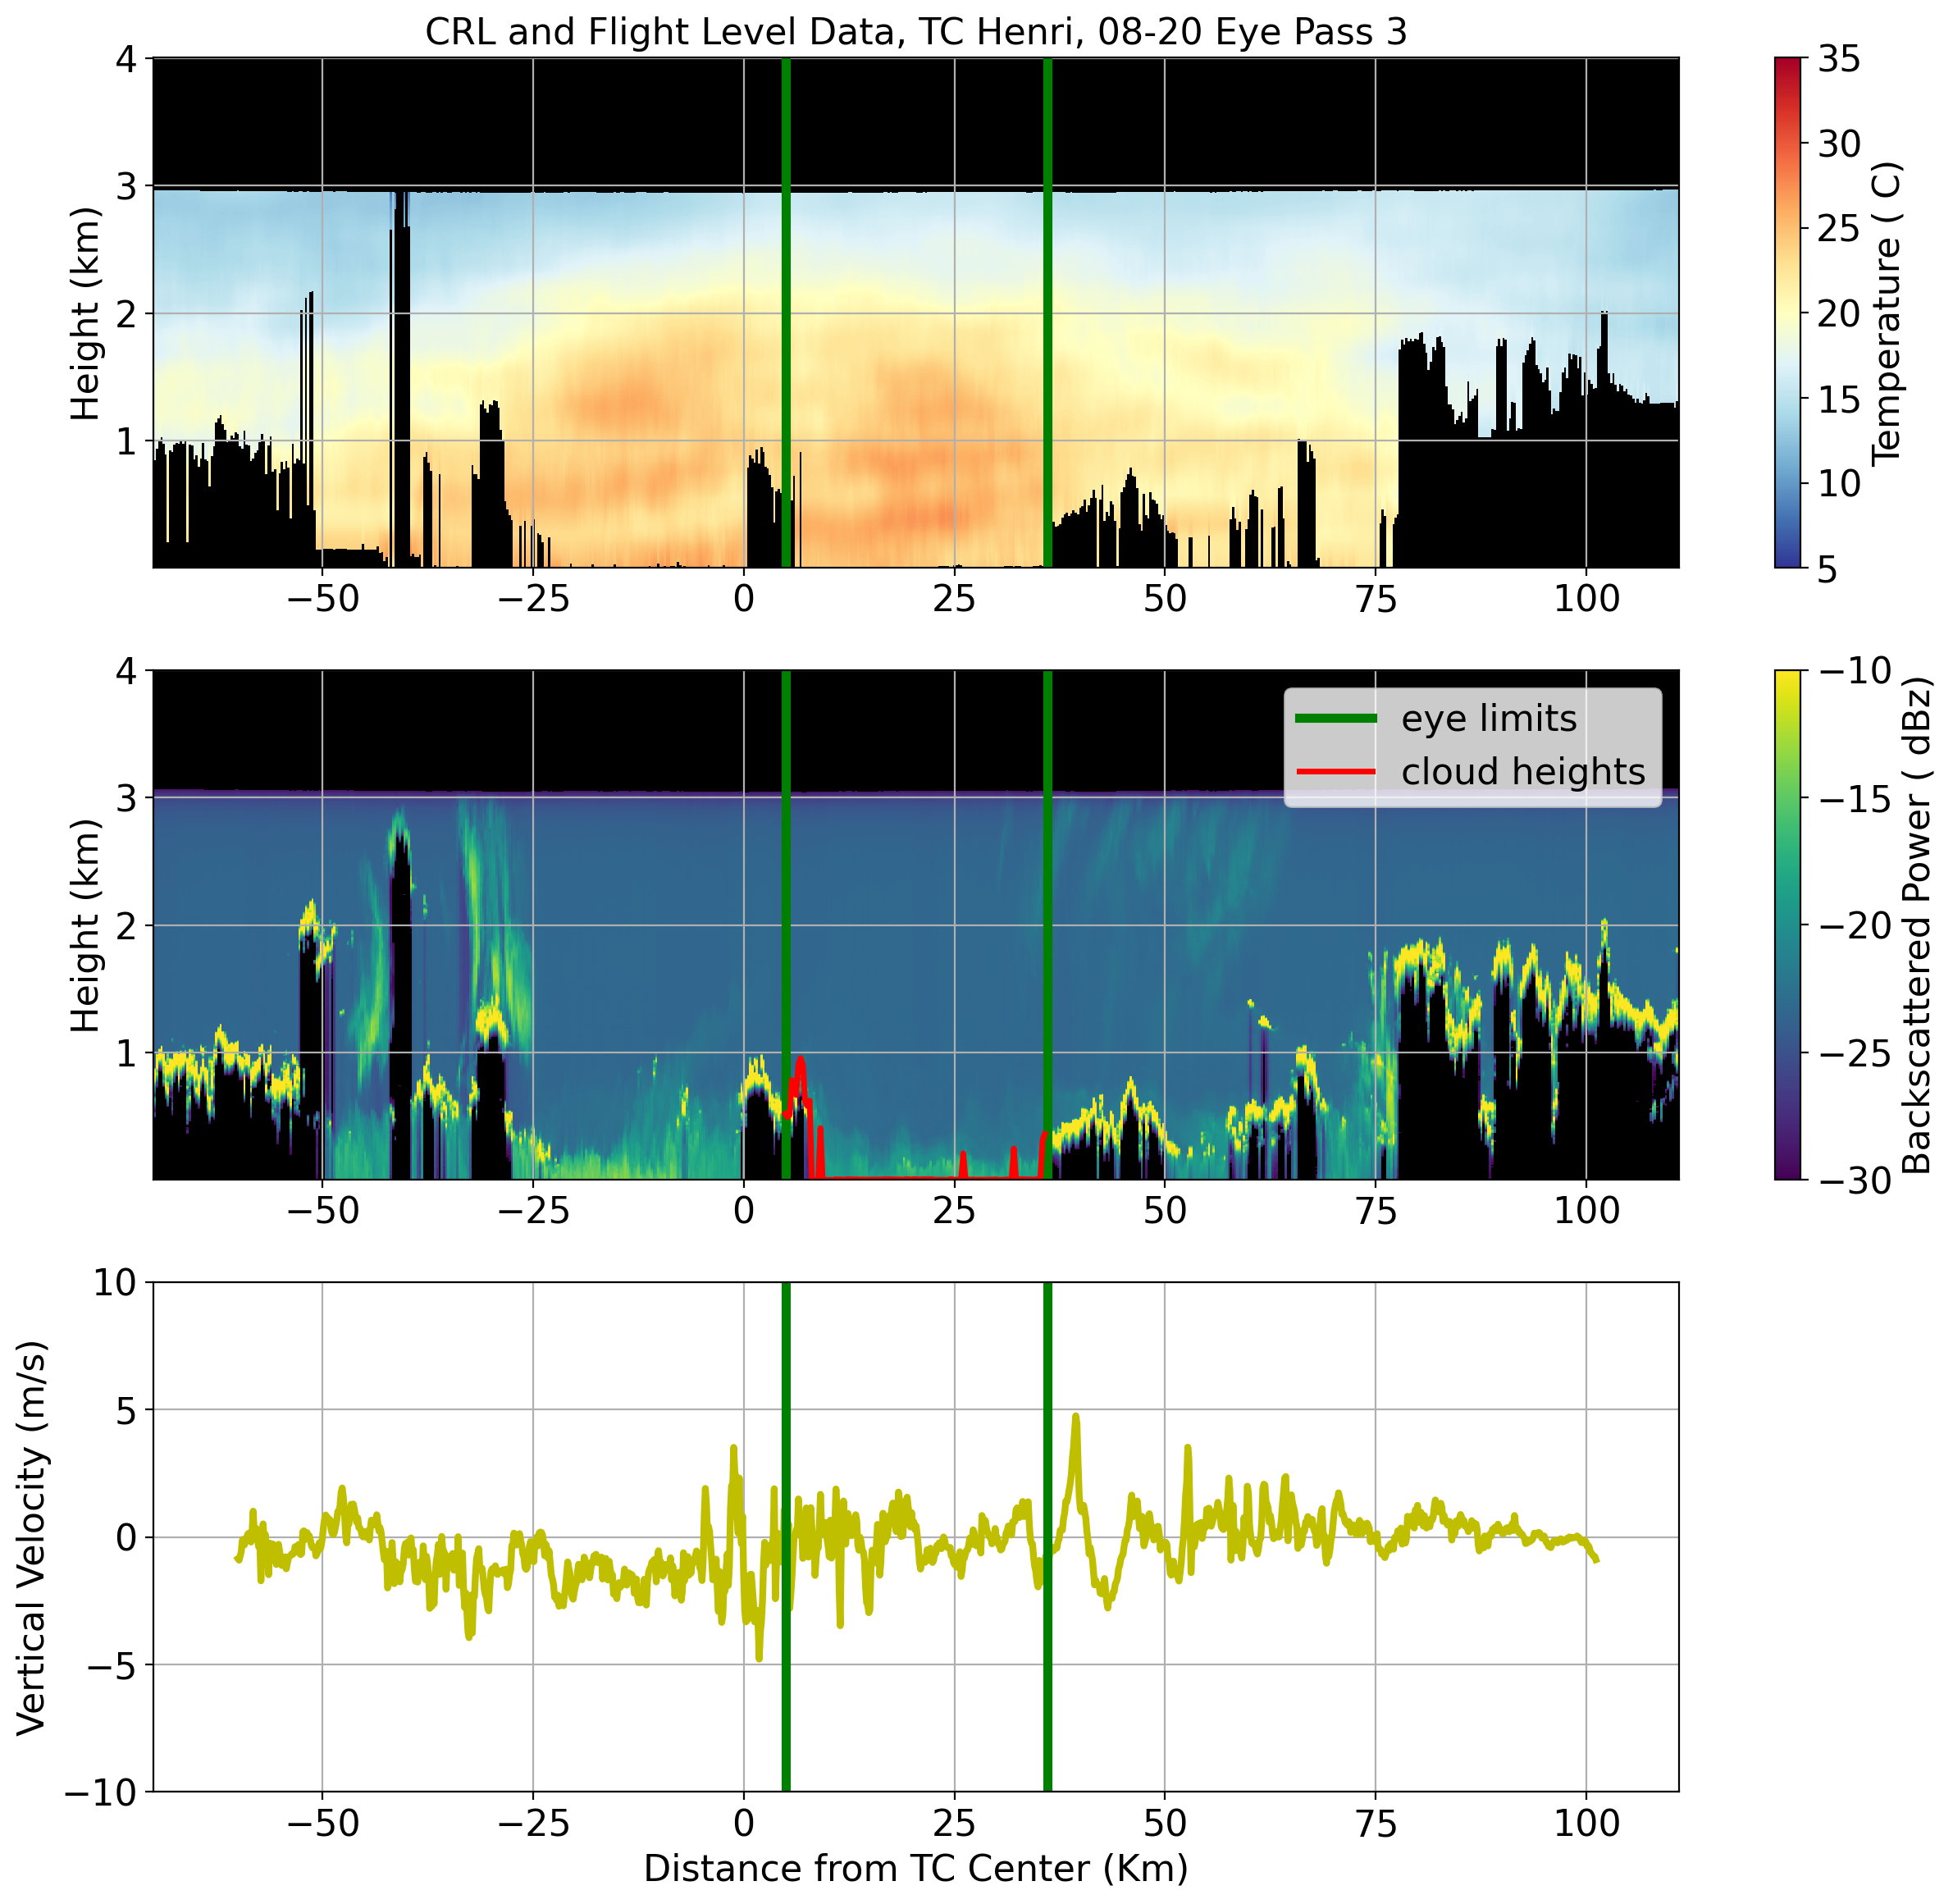 CRL and Flight Level Data, TC Henri, 08-20 Eye Pass 3
4
3
2
1
Height (km)
−50 −25 0 25 50 75 100
35
30
25
20
15
10
5
Temperature ( C)
4
3
2
1
Height (km)
eye limits
cloud heights
−50 −25 0 25 50 75 100
−10
−15
−20
−25
−30
Backscattered Power ( dBz)
10
5
0
−5
−10
Vertical Velocity (m/s)
−50 −25 0 25 50 75 100
Distance from TC Center (Km)